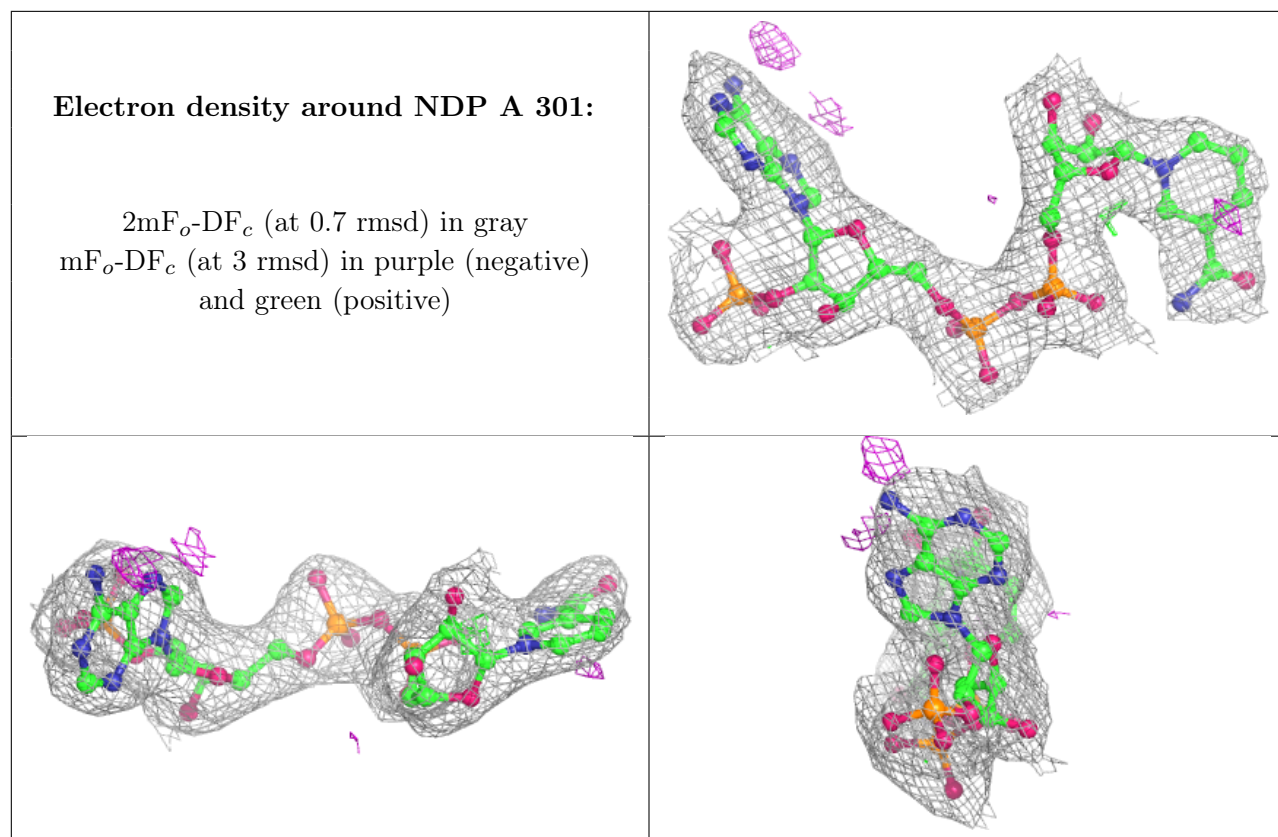 Electron density around NDP A 301:
2mFo-DFc (at 0.7 rmsd) in gray
mFo-DFc (at 3 rmsd) in purple (negative)
and green (positive)